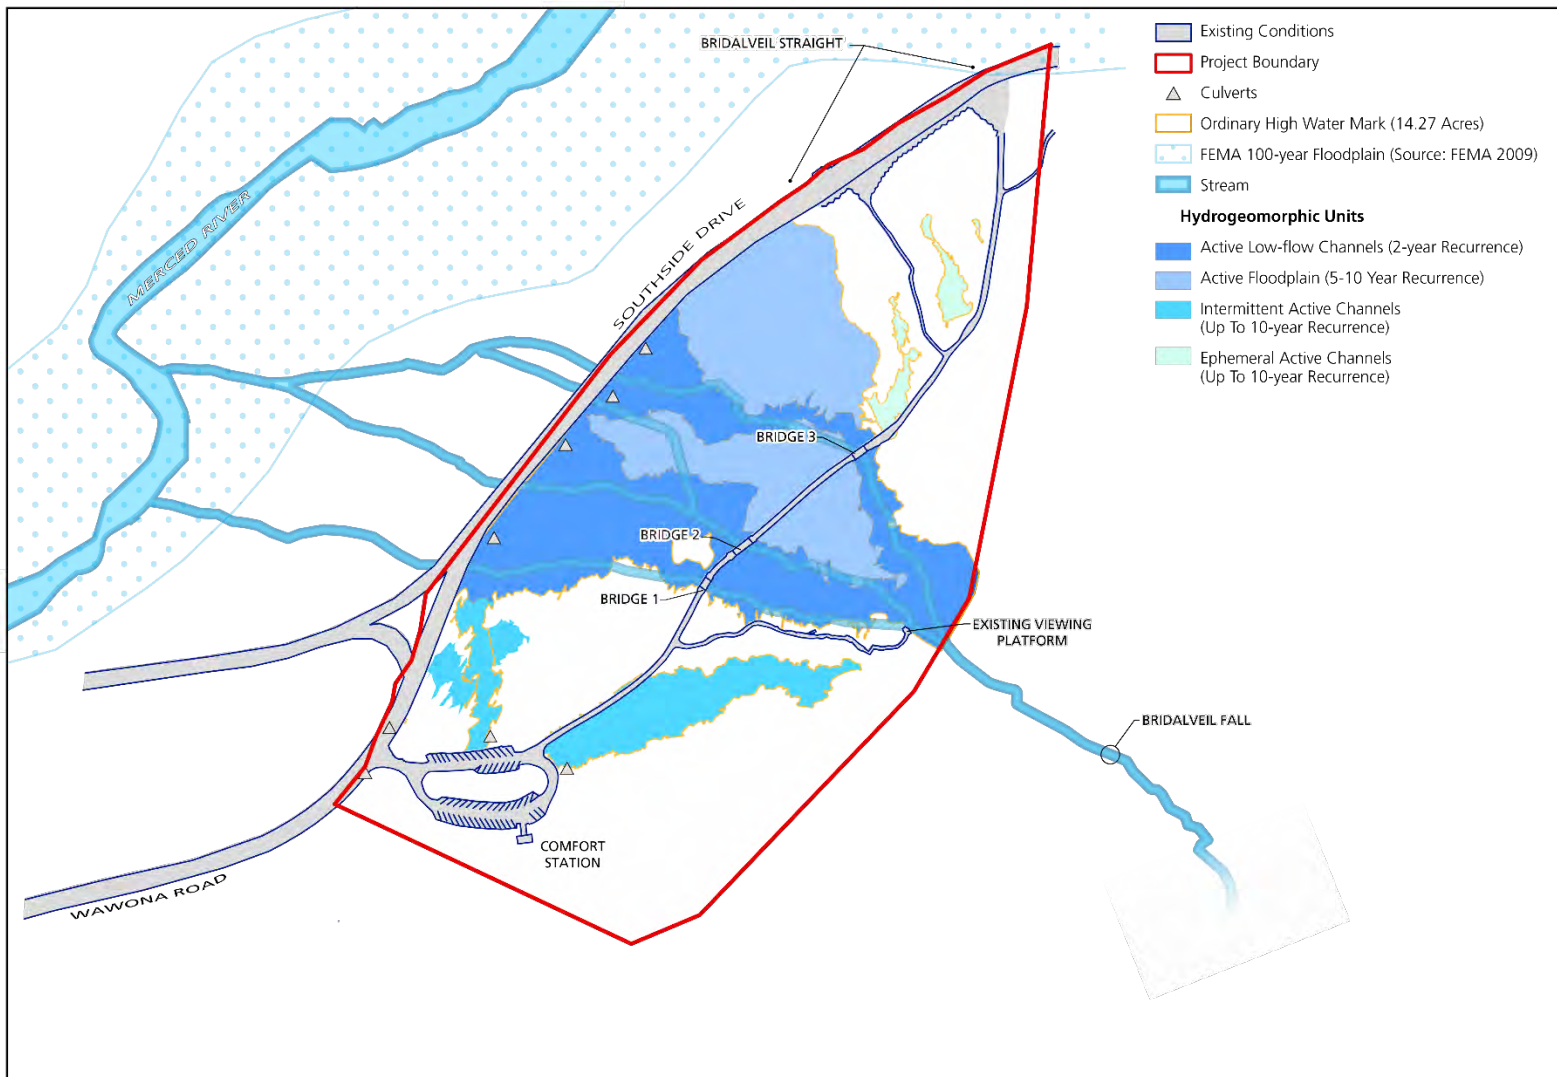 BRIDALVEIL STRAIGHT
MERCED RIVER
SOUTHSIDE DRIVE
BRIDGE 3
BRIDGE 2
BRIDGE 1
EXISTING VIEWING
PLATFORM
BRIDALVEIL FALL
COMFORT
STATION
WAWONA ROAD
Existing Conditions
Project Boundary
Culverts
Ordinary High Water Mark (14.27 Acres)
FEMA 100-year Floodplain (Source: FEMA 2009)
Stream
Hydrogeomorphic Units
Active Low-flow Channels (2-year Recurrence)
Active Floodplain (5-10 Year Recurrence)
Intermittent Active Channels
(Up To 10-year Recurrence)
Ephemeral Active Channels
(Up To 10-year Recurrence)